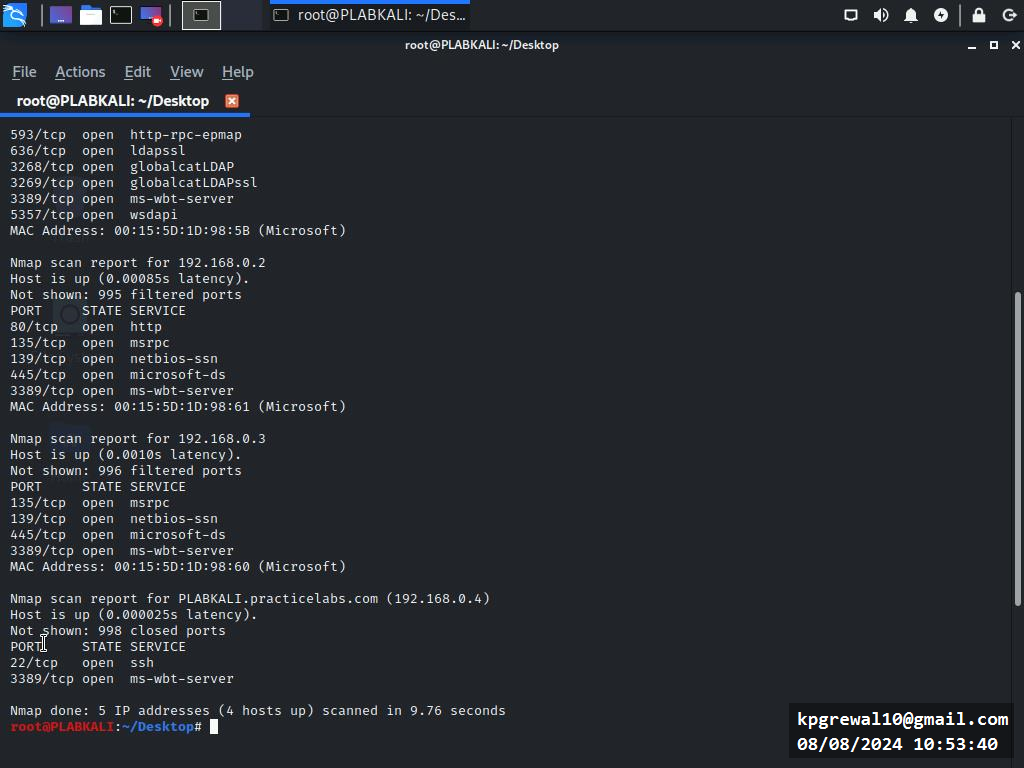 root@PLABKALI: ~/Des...
root@PLABKALI: ~/Desktop
File Actions Edit View Help
root@PLABKALI: ~/Desktop
593/tcp open http-rpc-epmap
636/tcp open ldapssl
3268/tcp open globalcatLDAP
3269/tcp open globalcatLDAPssl
3389/tcp open ms-wbt-server
5357/tcp open wsdapi
MAC Address: 00:15:5D:1D:98:5B (Microsoft)
Nmap scan report for 192.168.0.2
Host is up (0.00085s latency).
Not shown: 995 filtered ports
PORT STATE SERVICE
80/tcp open http
135/tcp open msrpc
139/tcp open netbios-ssn
445/tcp open microsoft-ds
3389/tcp open ms-wbt-server
MAC Address: 00:15:5D:1D:98:61 (Microsoft)
Nmap scan report for 192.168.0.3
Host is up (0.0010s latency).
Not shown: 996 filtered ports
PORT STATE SERVICE
135/tcp open msrpc
139/tcp open netbios-ssn
445/tcp open microsoft-ds
3389/tcp open ms-wbt-server
MAC Address: 00:15:5D:1D:98:60 (Microsoft)
Nmap scan report for PLABKALI.practicelabs.com (192.168.0.4)
Host is up (0.000025s latency).
Not shown: 998 closed ports
PORT STATE SERVICE
22/tcp open ssh
3389/tcp open ms-wbt-server
Nmap done: 5 IP addresses (4 hosts up) scanned in 9.76 seconds
root@PLABKALI:~/Desktop#
kpgrewal10@gmail.com
08/08/2024 10:53:40